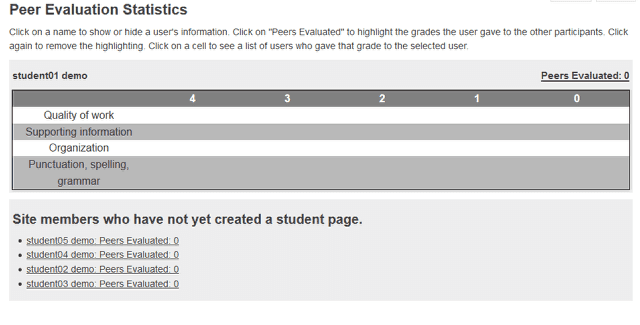 Peer Evaluation Statistics
Click on a name to show or hide a user's information. Click on "Peers Evaluated" to highlight the grades the user gave to the other participants. Click
again to remove the highlighting. Click on a cell to see a list of users who gave that grade to the selected user.
student01 demo Peers Evaluated: 0
4 3 2 1 0
Quality of work
Supporting information
Organization
Punctuation, spelling,
grammar
Site members who have not yet created a student page.
student05 demo: Peers Evaluated: 0
student04 demo: Peers Evaluated: 0
student02 demo: Peers Evaluated: 0
student03 demo: Peers Evaluated: 0